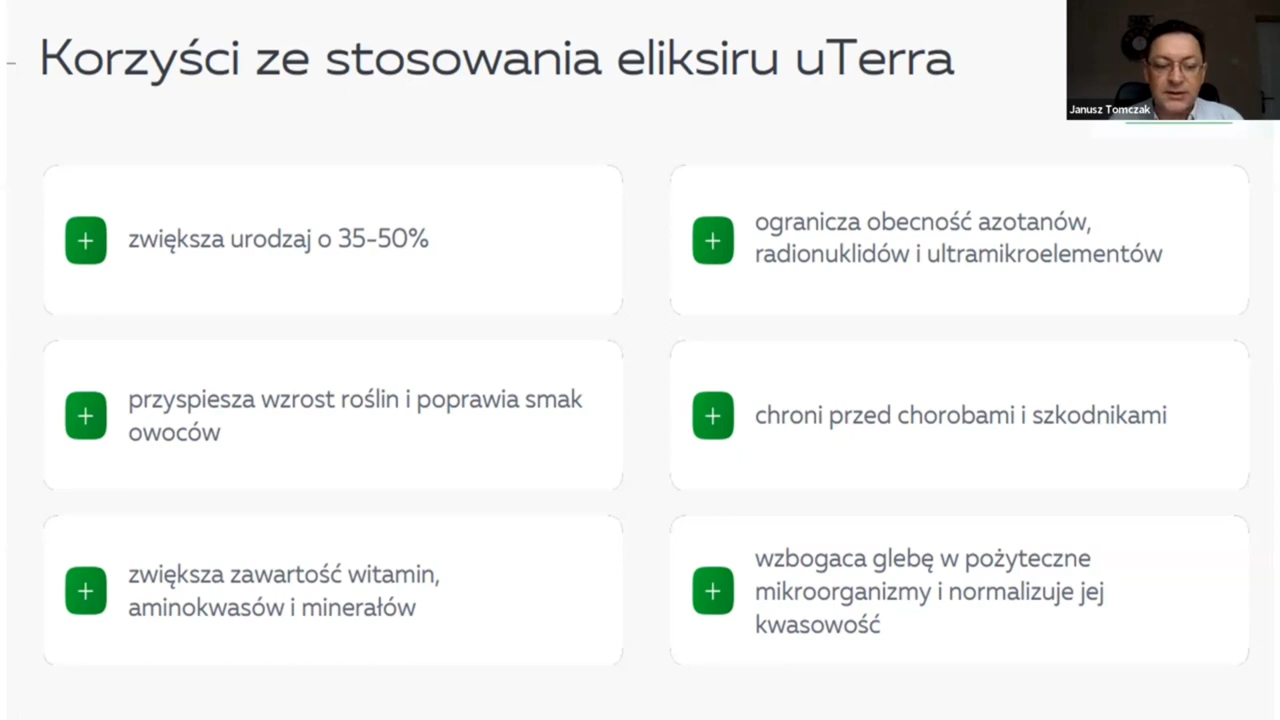 Korzyści ze stosowania eliksiru uTerra
Janusz Tomczak
zwiększa urodzaj o 35-50%
ogranicza obecność azotanów,
radionuklidów i ultramikroelementów
przyspiesza wzrost roślin i poprawia smak
owoców
chroni przed chorobami i szkodnikami
zwiększa zawartość witamin,
aminokwasów i minerałów
wzbogaca glebę w pożyteczne
mikroorganizmy i normalizuje jej
kwasowość